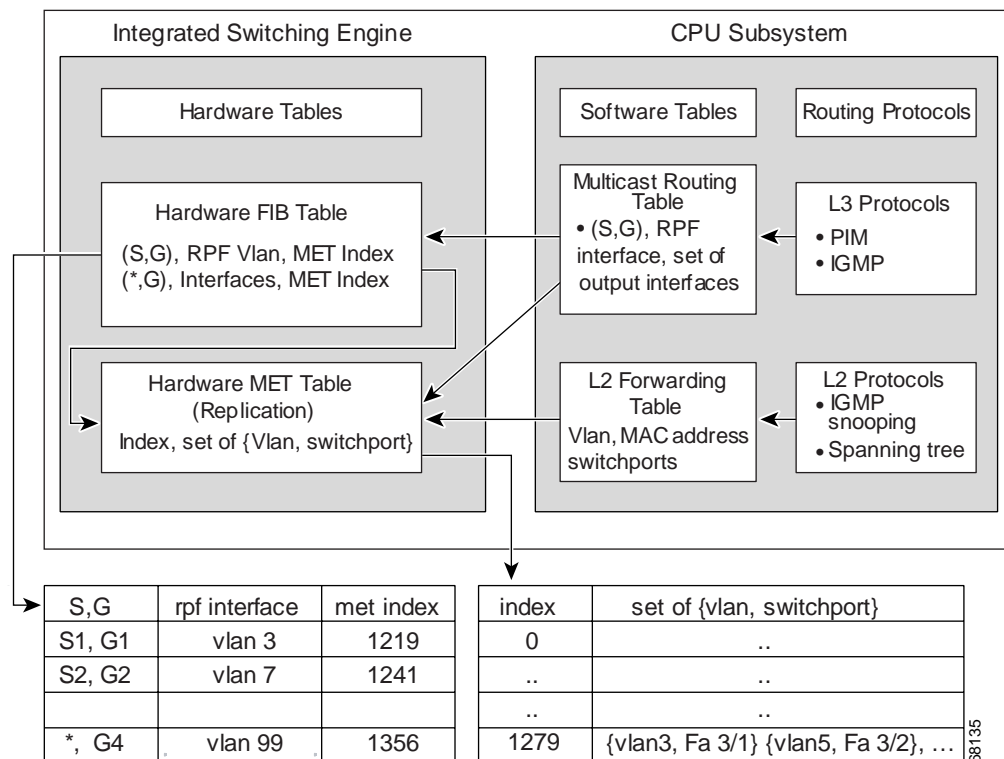 Integrated Switching Engine
CPU Subsystem
Hardware Tables
Software Tables
Routing Protocols
Hardware FIB Table
(S,G), RPF Vlan, MET Index
(*,G), Interfaces, MET Index
Multicast Routing
Table
• (S,G), RPF
interface, set of
output interfaces
L3 Protocols
• PIM
• IGMP
Hardware MET Table
(Replication)
Index, set of {Vlan, switchport}
L2 Forwarding
Table
Vlan, MAC address
switchports
L2 Protocols
• IGMP
snooping
• Spanning tree
S,G rpf interface met index
S1, G1 vlan 3 1219
S2, G2 vlan 7 1241
*, G4 vlan 99 1356
index set of {vlan, switchport}
0 ..
.. ..
.. ..
1279 {vlan3, Fa 3/1} {vlan5, Fa 3/2}, …
68135